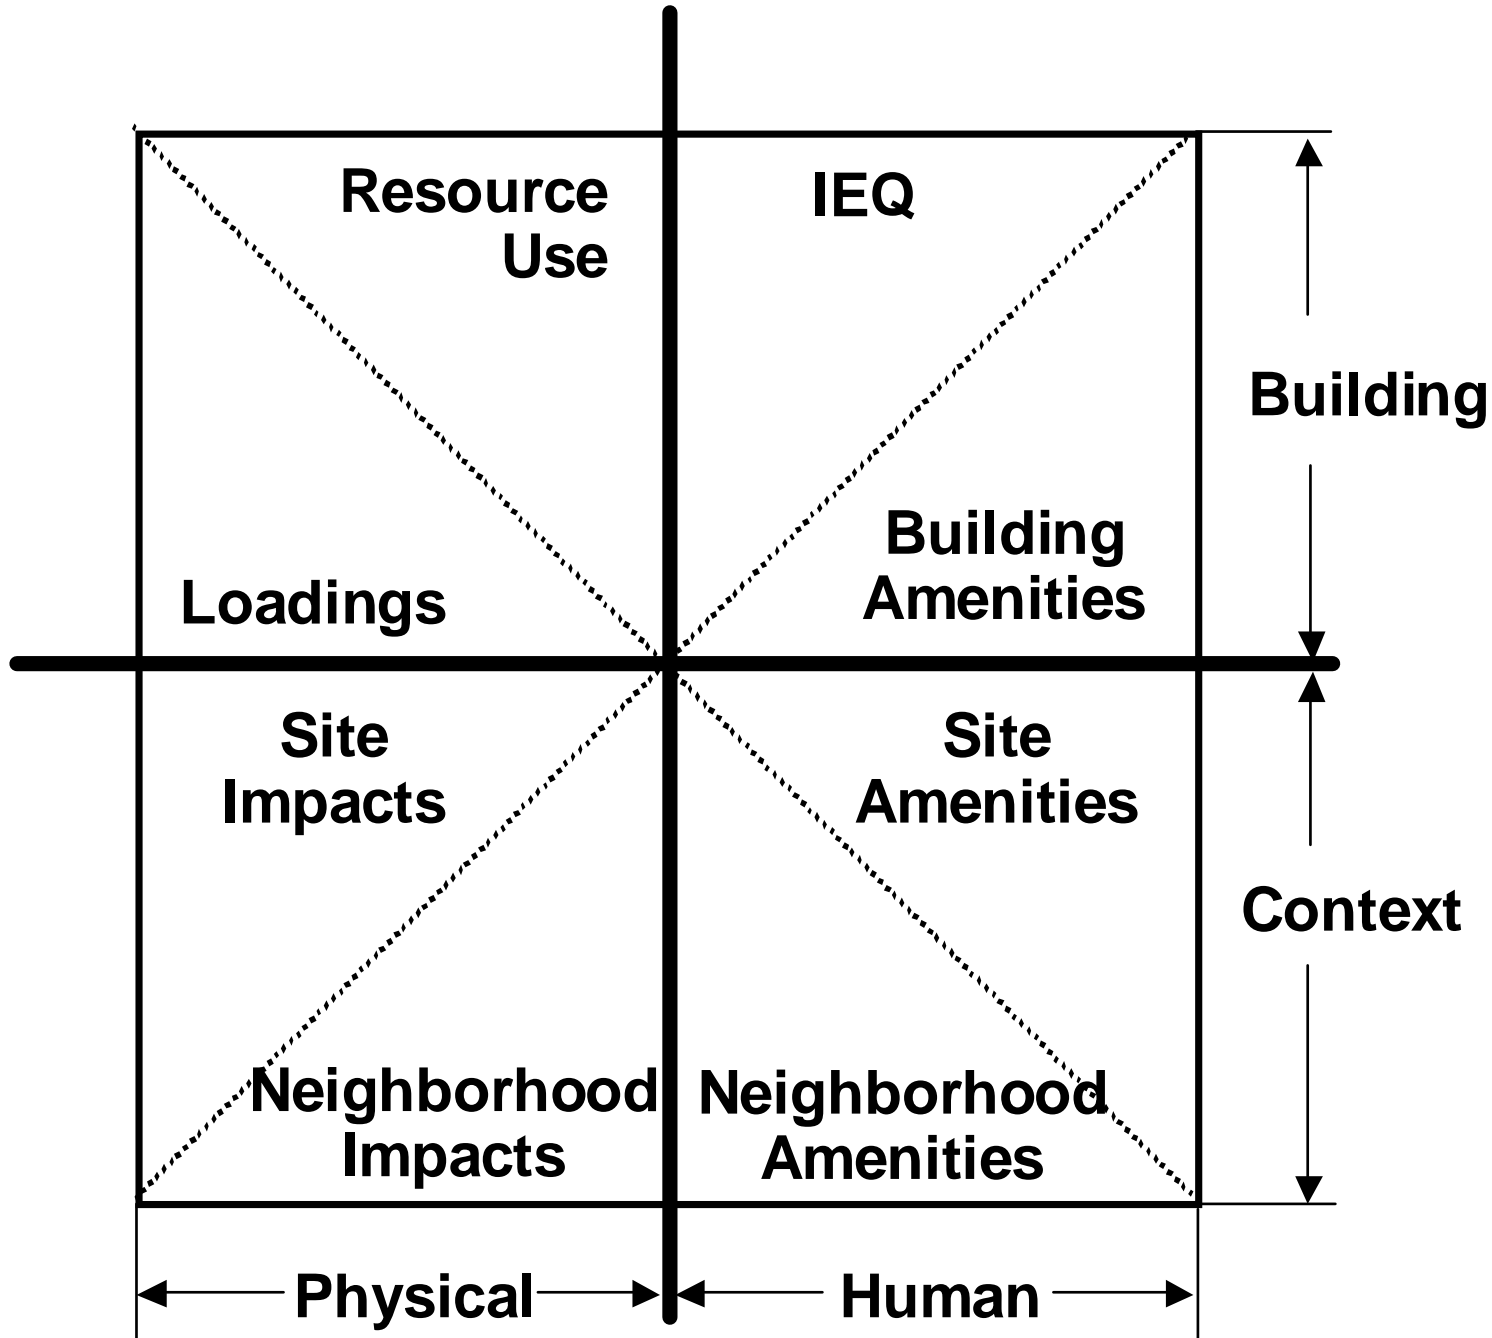 Resource
Use
IEQ
Building
Building
Amenities
Loadings
Site
Impacts
Site
Amenities
Context
Neighborhood
Impacts
Neighborhood
Amenities
Physical
Human